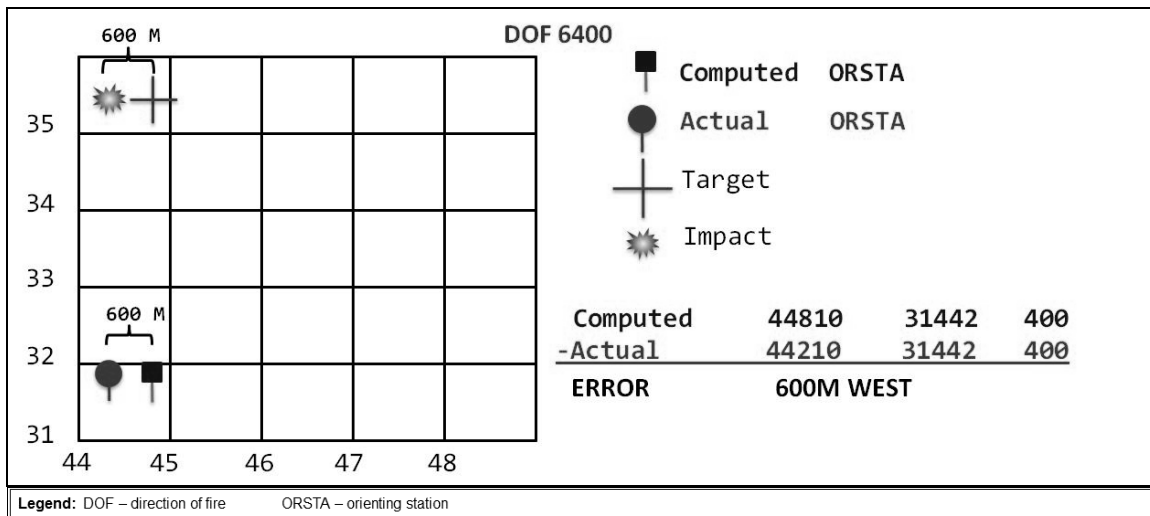 600 M
DOF 6400
Computed ORSTA
Actual ORSTA
Target
Impact
35
34
33
600 M
32
31
44 45 46 47 48
Computed 44810 31442 400
-Actual 44210 31442 400
ERROR 600M WEST
Legend: DOF – direction of fire ORSTA – orienting station